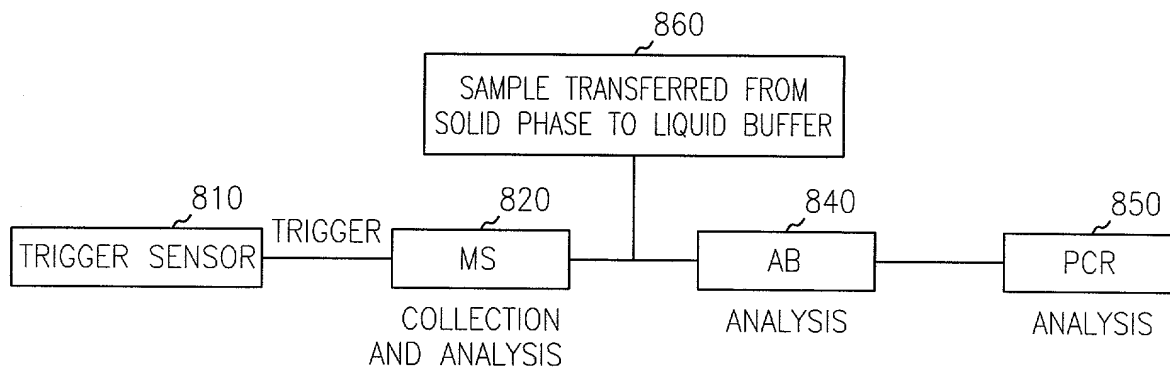 860
SAMPLE TRANSFERRED FROM
SOLID PHASE TO LIQUID BUFFER
810
TRIGGER SENSOR
TRIGGER
820
MS
COLLECTION
AND ANALYSIS
840
AB
ANALYSIS
850
PCR
ANALYSIS